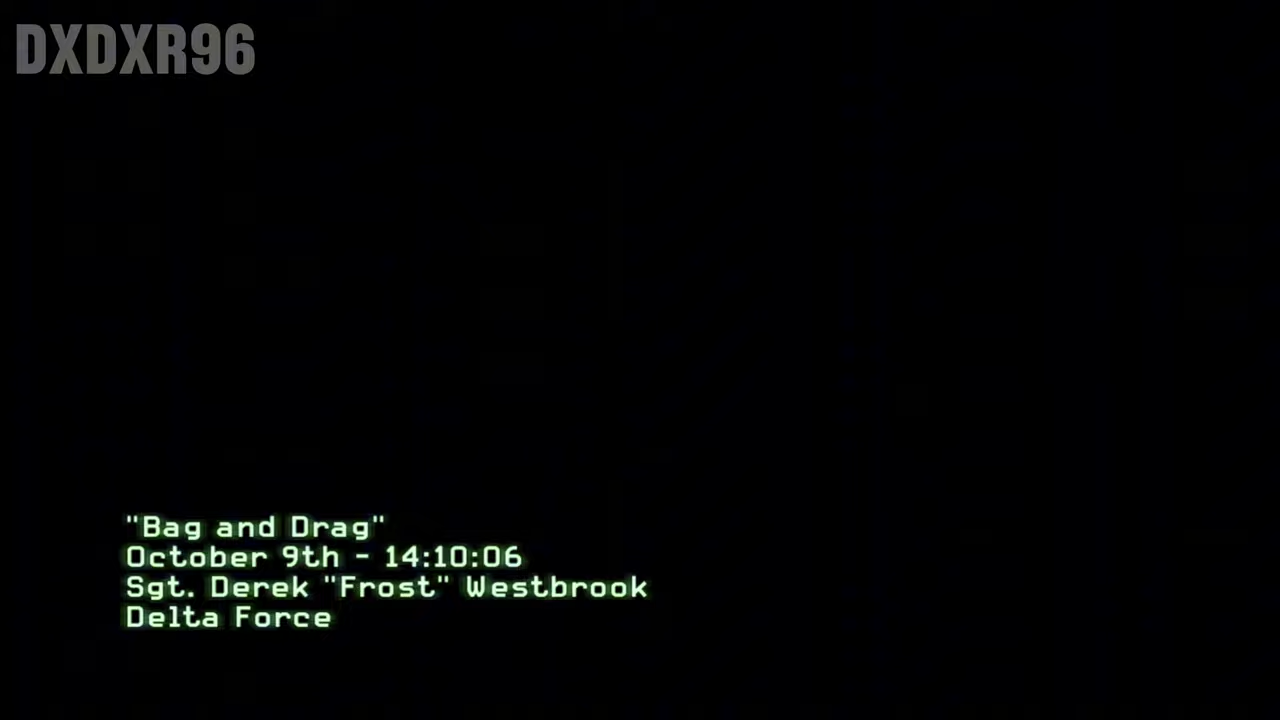 DXDXR96
"Bag and Drag"
October 9th - 14:10:06
Sgt. Derek "Frost" Westbrook
Delta Force